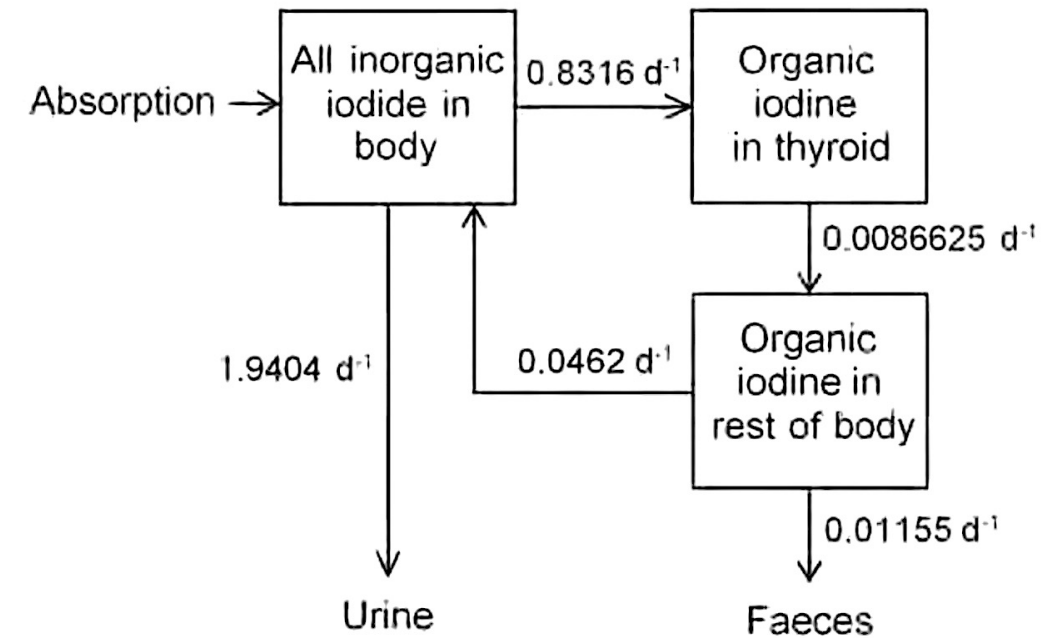 All inorganic
iodide in
body
Absorption
0.8316 d⁻¹
Organic
iodine
in thyroid
0.0086625 d⁻¹
1.9404 d⁻¹
0.0462 d⁻¹
Organic
iodine in
rest of body
0.01155 d⁻¹
Urine
Faeces